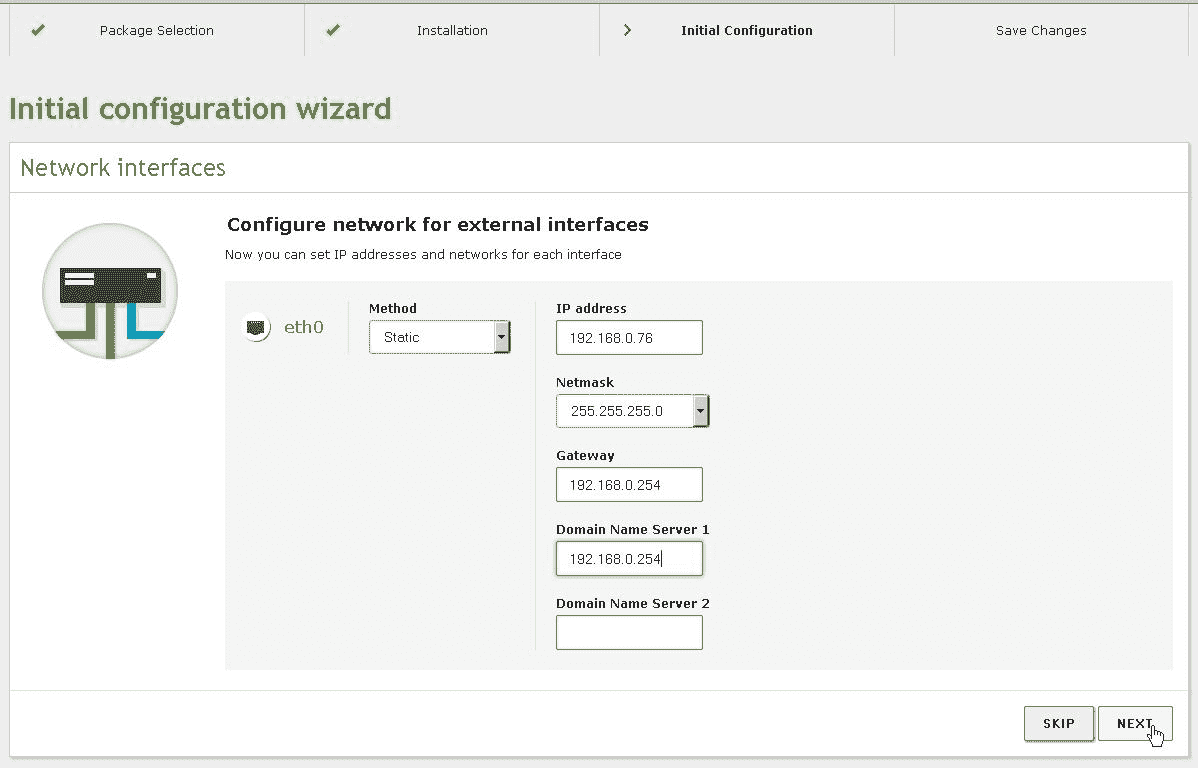 Package Selection
Installation
Initial Configuration
Save Changes
Initial configuration wizard
Network interfaces
Configure network for external interfaces
Now you can set IP addresses and networks for each interface
eth0
Method
Static
IP address
192.168.0.76
Netmask
255.255.255.0
Gateway
192.168.0.254
Domain Name Server 1
192.168.0.254
Domain Name Server 2
SKIP
NEXT